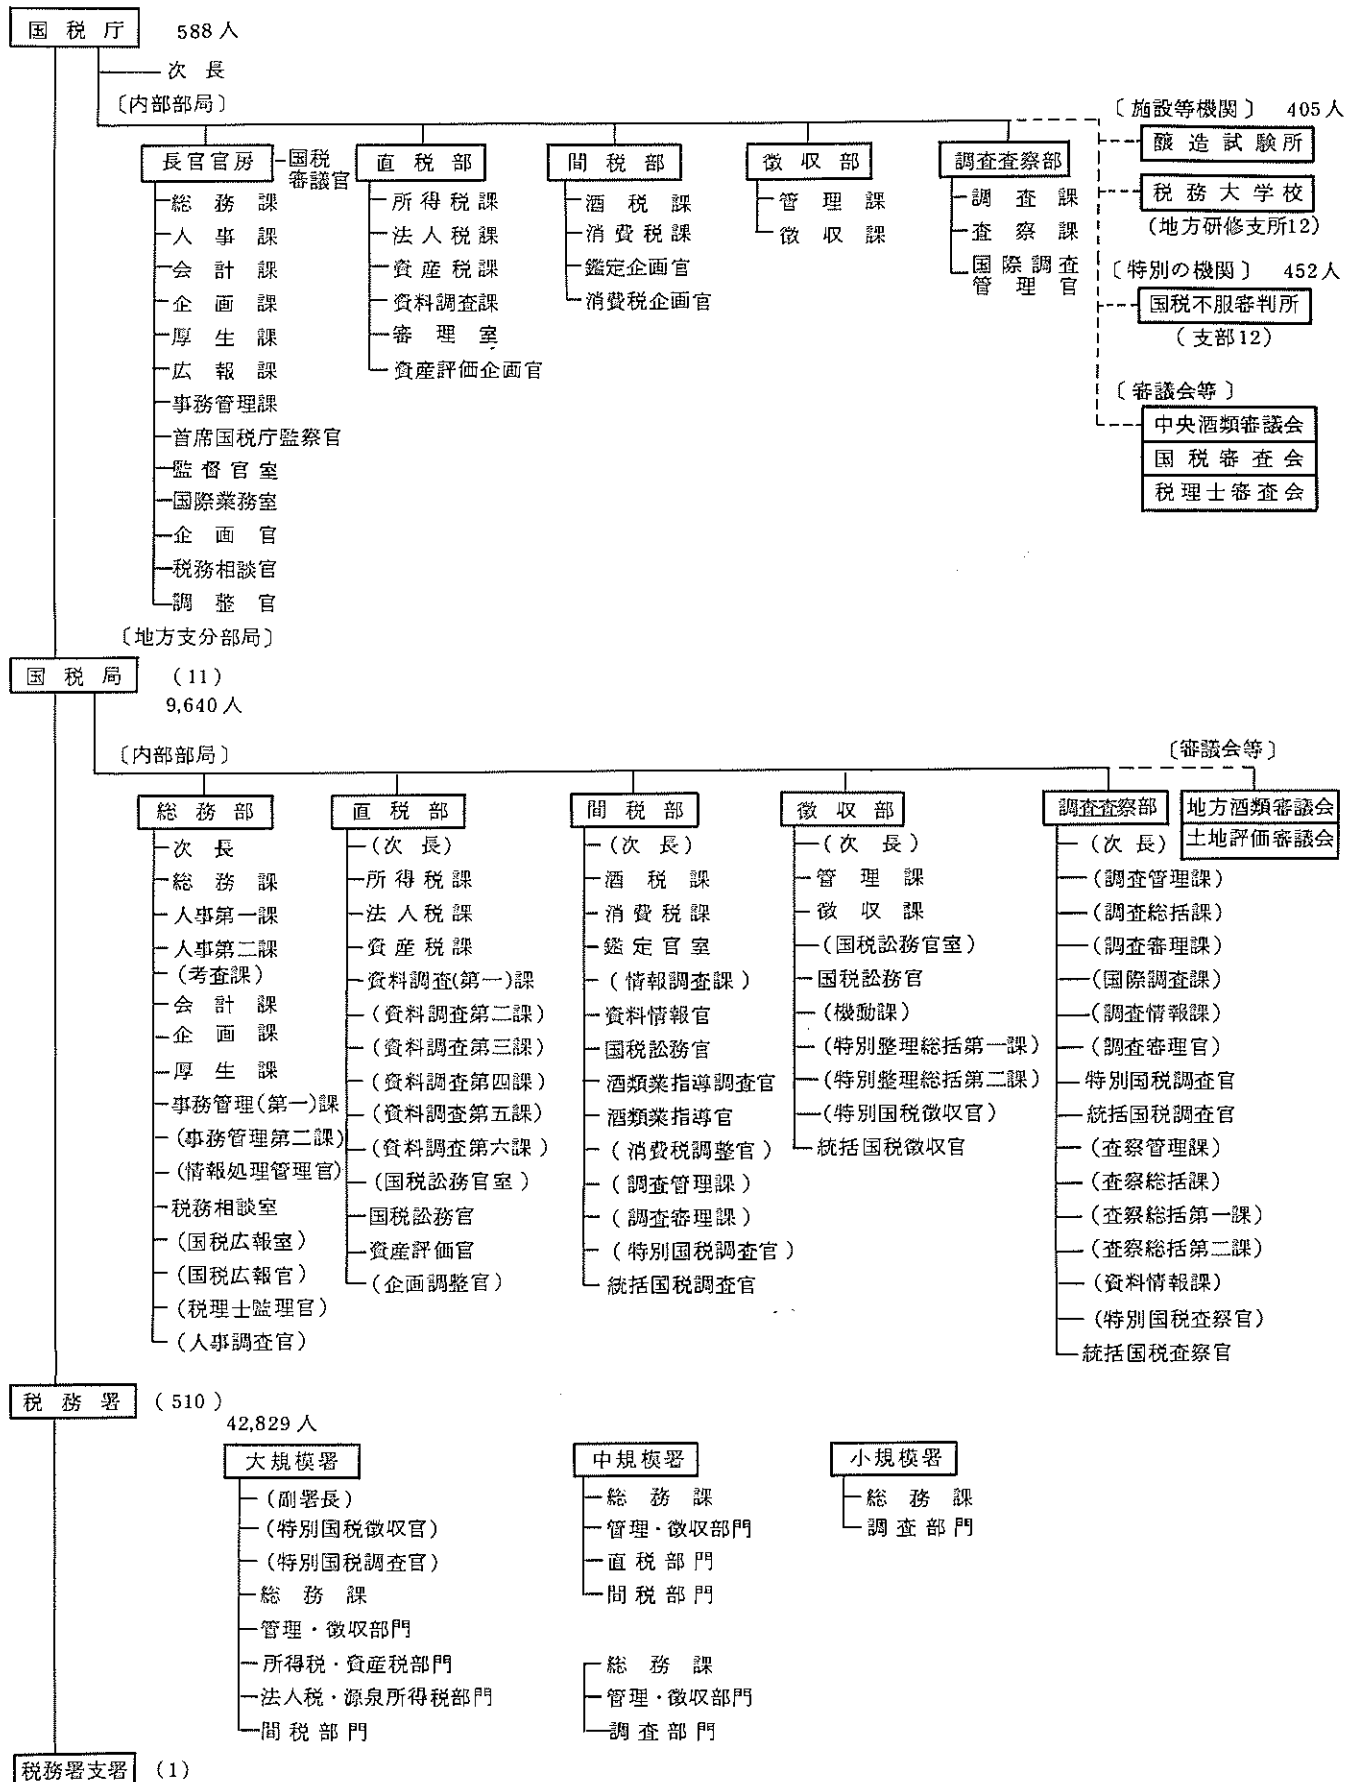 国税庁 588人
次長
〔内部部局〕
〔施設等機関〕 405人
醸造試験所
税務大学校
(地方研修支所12)
〔特別の機関〕 452人
国税不服審判所
(支部12)
〔審議会等〕
中央酒類審議会
国税審査会
税理士審査会
長官官房
国税
審議官
総務課
人事課
会計課
企画課
厚生課
広報課
事務管理課
首席国税庁監察官
監督官室
国際業務室
企画官
税務相談官
調整官
直税部
所得税課
法人税課
資産税課
資料調査課
審理室
資産評価企画官
間税部
酒税課
消費税課
鑑定企画官
消費税企画官
徴収部
管理課
徴収課
調査査察部
調査課
査察課
国際調査
管理官
〔地方支分部局〕
国税局 (11)
9,640人
〔内部部局〕
〔審議会等〕
地方酒類審議会
土地評価審議会
総務部
次長
総務課
人事第一課
人事第二課
(考査課)
会計課
企画課
厚生課
事務管理(第一)課
(事務管理第二課)
(情報処理管理官)
税務相談室
(国税広報室)
(国税広報官)
(税理士監理官)
(人事調査官)
直税部
(次長)
所得税課
法人税課
資産税課
資料調査(第一)課
(資料調査第二課)
(資料調査第三課)
(資料調査第四課)
(資料調査第五課)
(資料調査第六課)
(国税訟務官室)
国税訟務官
資産評価官
(企画調整官)
間税部
(次長)
酒税課
消費税課
鑑定官室
(情報調査課)
資料情報官
国税訟務官
酒類業指導調査官
酒類業指導官
(消費税調整官)
(調査管理課)
(調査審理課)
(特別国税調査官)
統括国税調査官
徴収部
(次長)
管理課
徴収課
(国税訟務官室)
国税訟務官
(機動課)
(特別整理総括第一課)
(特別整理総括第二課)
(特別国税徴収官)
統括国税徴収官
調査査察部
(次長)
(調査管理課)
(調査総括課)
(調査審理課)
(国際調査課)
(調査情報課)
(調査審理官)
特別国税調査官
統括国税調査官
(査察管理課)
(査察総括課)
(査察総括第一課)
(査察総括第二課)
(資料情報課)
(特別国税査察官)
統括国税査察官
税務署 (510)
42,829人
大規模署
(副署長)
(特別国税徴収官)
(特別国税調査官)
総務課
管理・徴収部門
所得税・資産税部門
法人税・源泉所得税部門
間税部門
中規模署
総務課
管理・徴収部門
直税部門
間税部門
総務課
管理・徴収部門
調査部門
小規模署
総務課
調査部門
税務署支署 (1)